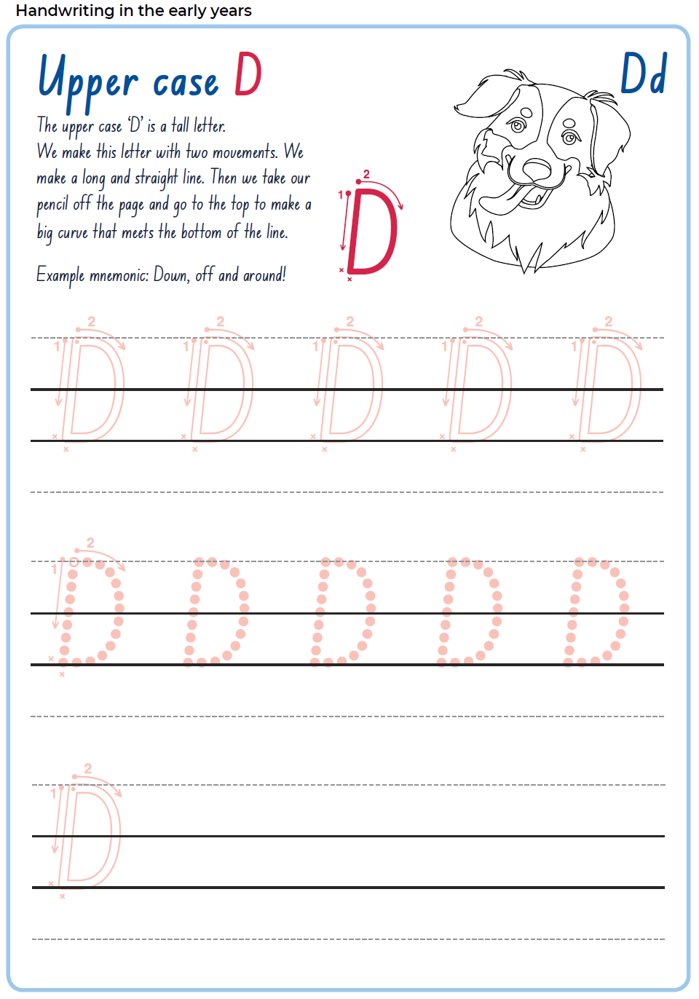 Handwriting in the early years
Upper case D
Dd
The upper case ‘D’ is a tall letter.
We make this letter with two movements. We
make a long and straight line. Then we take our
pencil off the page and go to the top to make a
big curve that meets the bottom of the line.
Example mnemonic: Down, off and around!
1 2
D
1 2 1 2 1 2 1 2 1 2
D D D D D
1 2
D D D D D
1 2
D